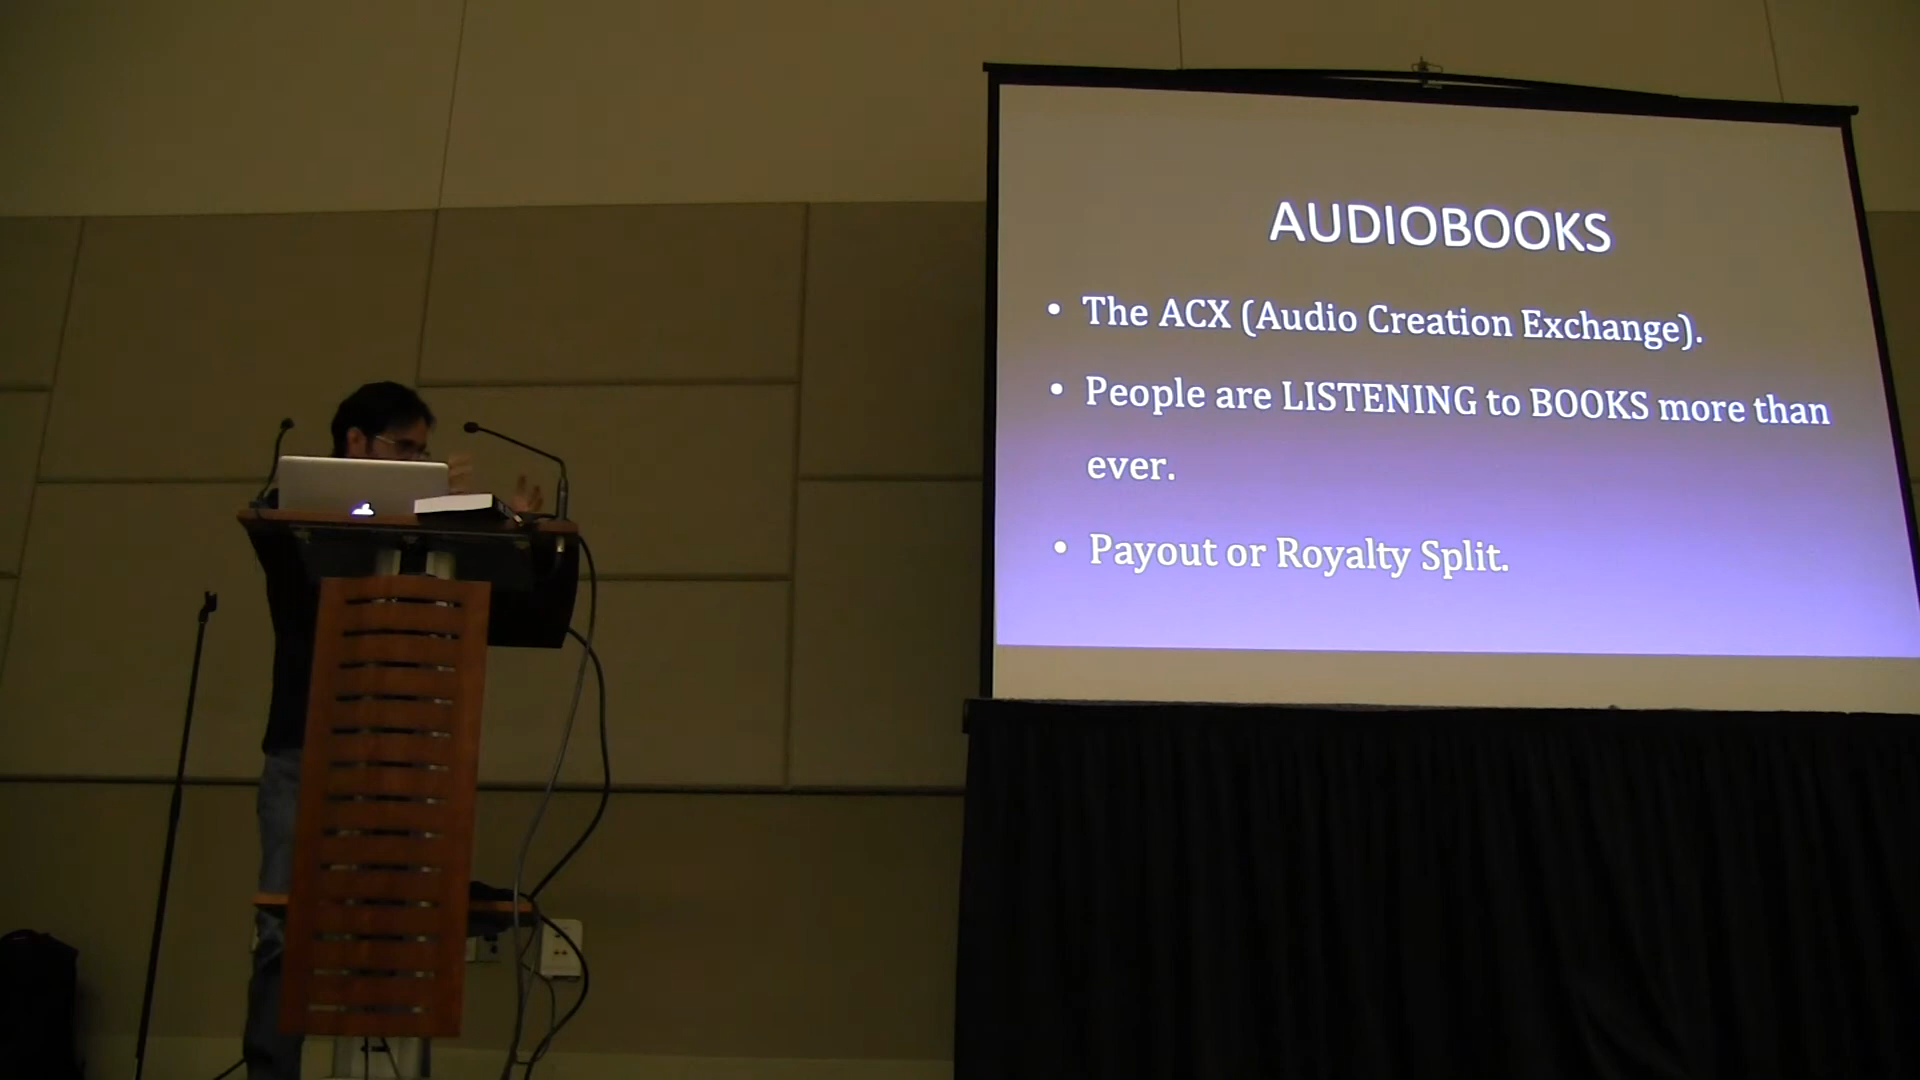 AUDIOBOOKS
• The ACX (Audio Creation Exchange).
• People are LISTENING to BOOKS more than
ever.
• Payout or Royalty Split.